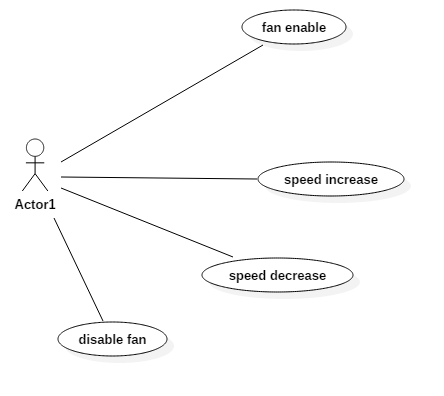 fan enable
speed increase
Actor1
speed decrease
disable fan